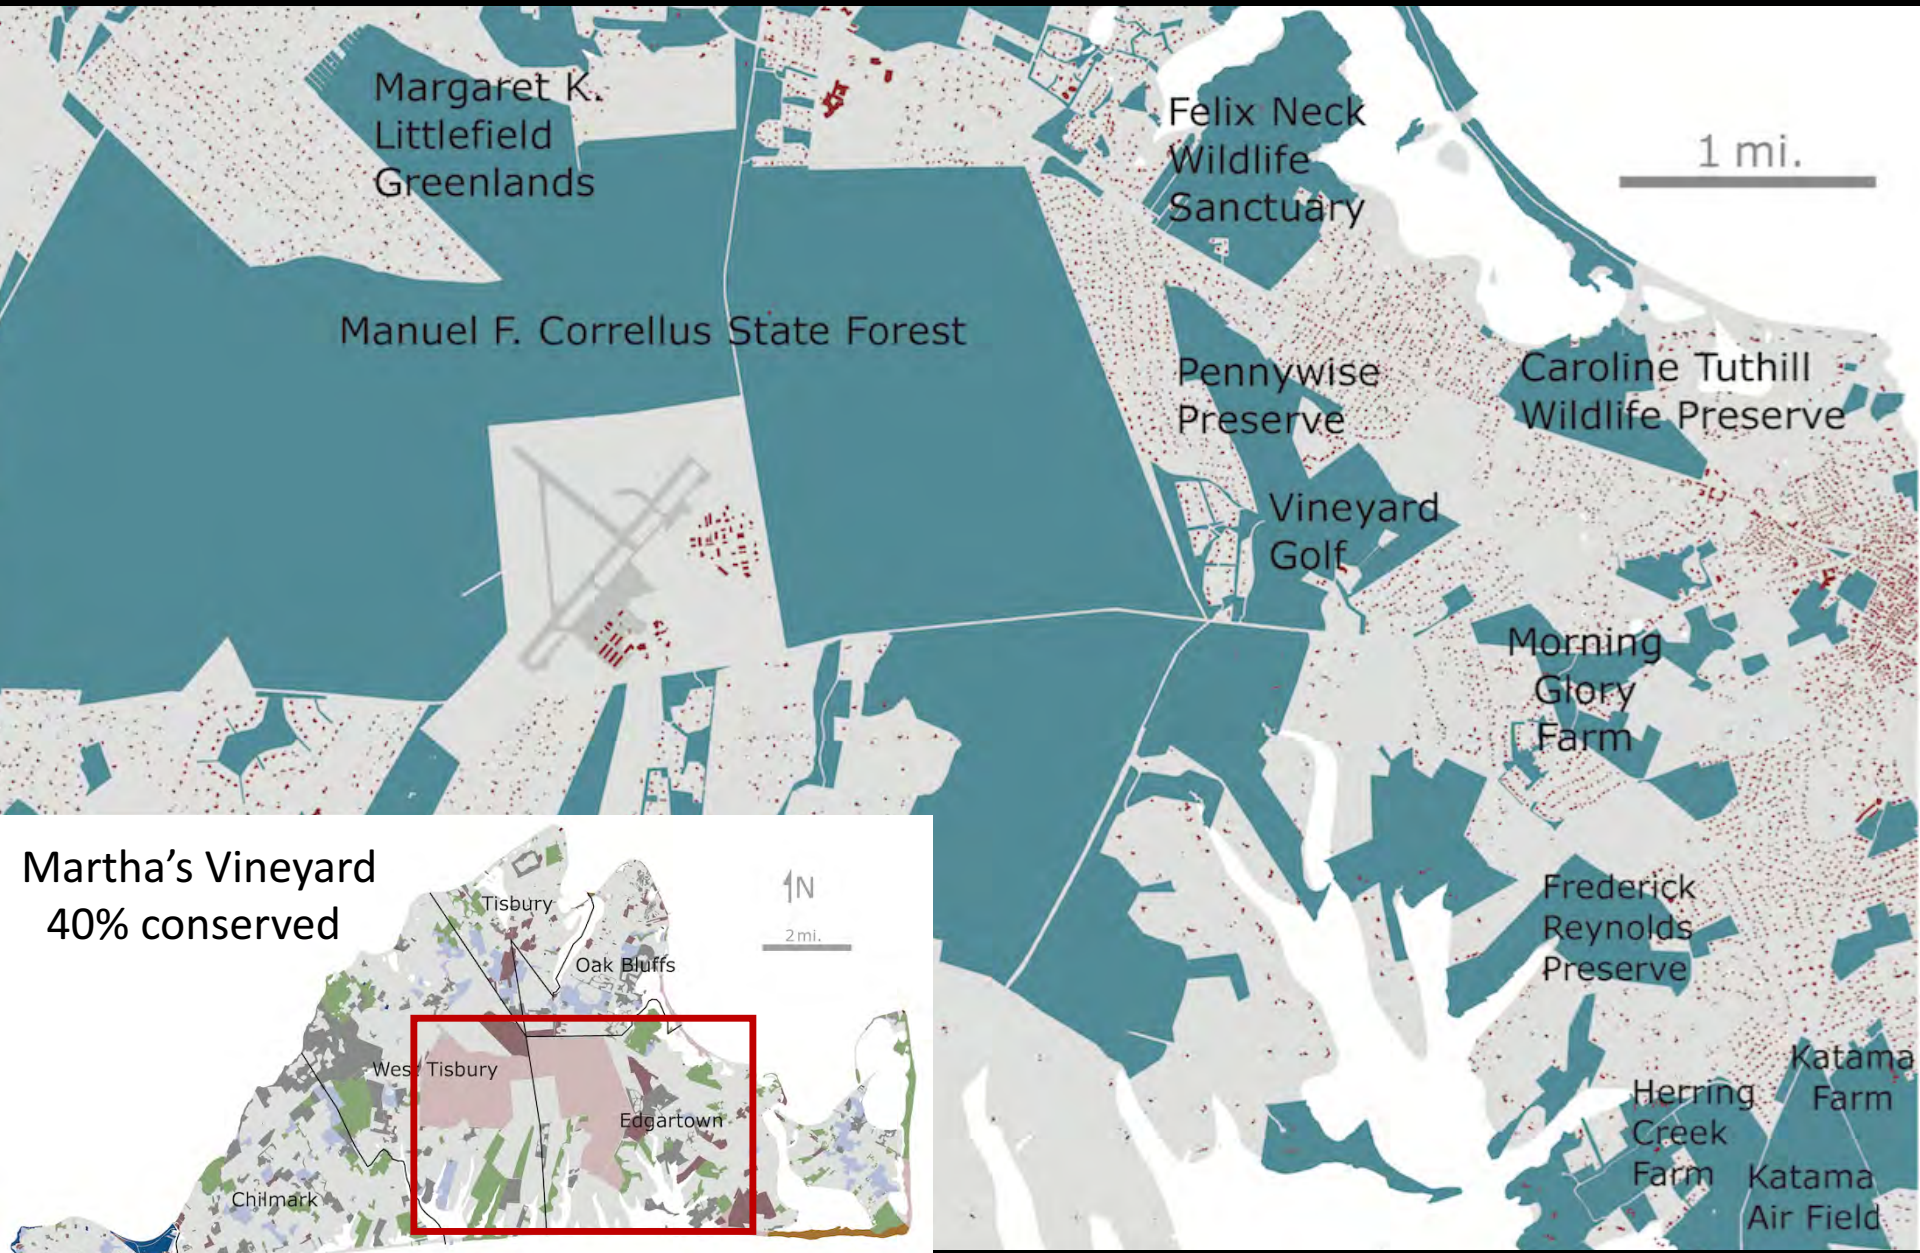 Margaret K.
Littlefield
Greenlands
Felix Neck
Wildlife
Sanctuary
1 mi.
Manuel F. Correllus State Forest
Pennywise
Preserve
Caroline Tuthill
Wildlife Preserve
Vineyard
Golf
Morning
Glory
Farm
Frederick
Reynolds
Preserve
Katama
Farm
Herring
Creek
Farm
Katama
Air Field
Martha's Vineyard
40% conserved
N
2 mi.
Tisbury
Oak Bluffs
West Tisbury
Edgartown
Chilmark